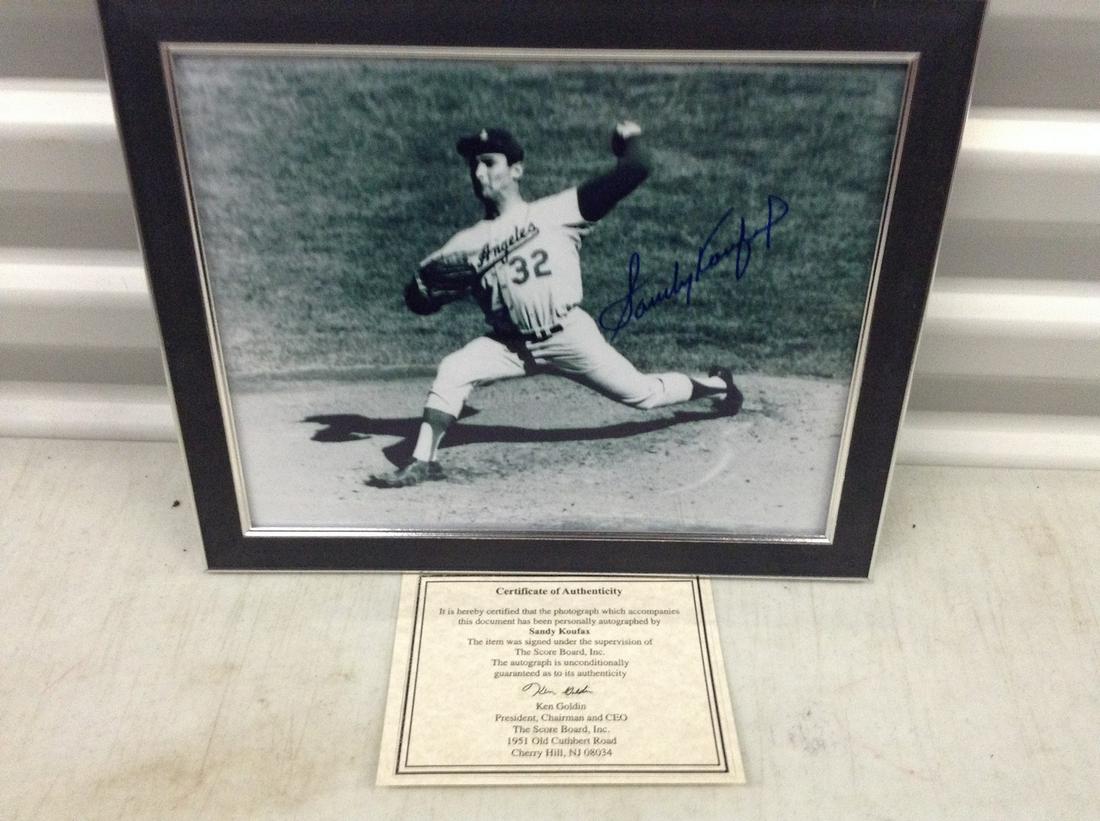 Angeles
32
Sandy Koufax
Certificate of Authenticity
It is hereby certified that the photograph which accompanies
this document has been personally autographed by
Sandy Koufax
The item was signed under the supervision of
The Score Board, Inc.
The autograph is unconditionally
guaranteed as to its authenticity
Ken Goldin
Ken Goldin
President, Chairman and CEO
The Score Board, Inc.
1951 Old Cuthbert Road
Cherry Hill, NJ 08034